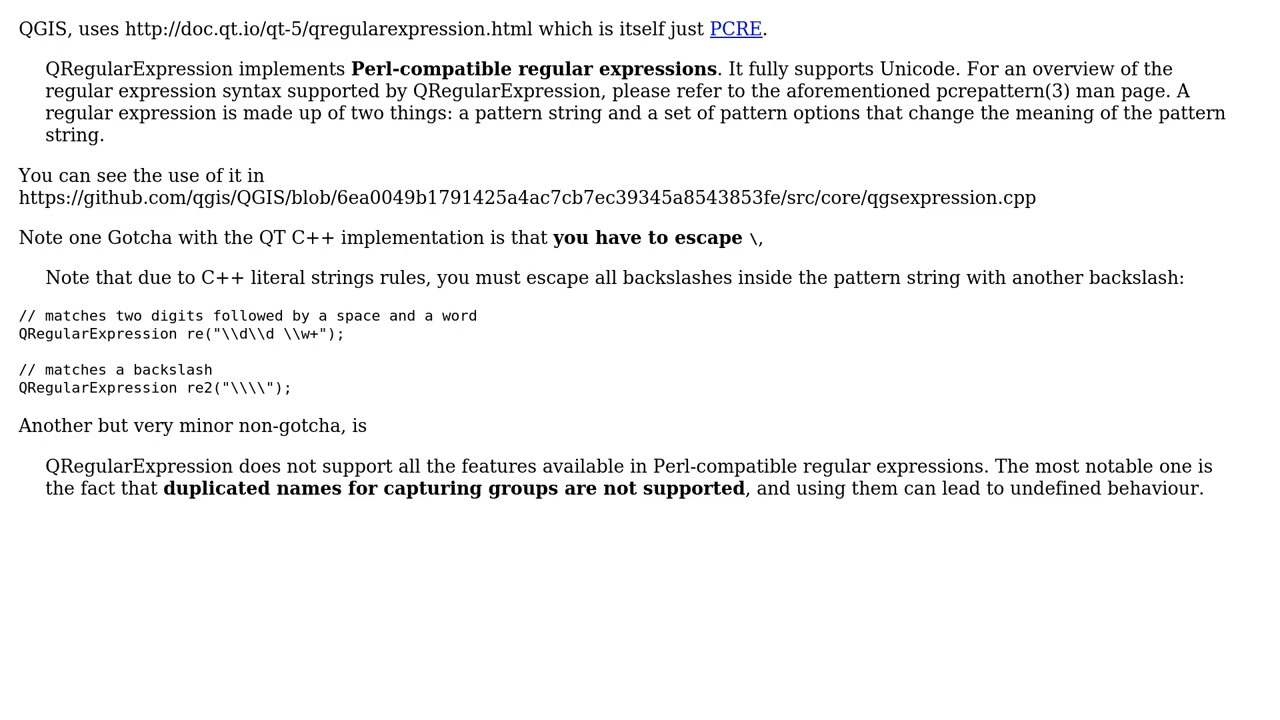 QGIS, uses http://doc.qt.io/qt-5/qregularexpression.html which is itself just PCRE.
QRegularExpression implements Perl-compatible regular expressions. It fully supports Unicode. For an overview of the
regular expression syntax supported by QRegularExpression, please refer to the aforementioned pcrepattern(3) man page. A
regular expression is made up of two things: a pattern string and a set of pattern options that change the meaning of the pattern
string.
You can see the use of it in
https://github.com/qgis/QGIS/blob/6ea0049b1791425a4ac7cb7ec39345a8543853fe/src/core/qgsexpression.cpp
Note one Gotcha with the QT C++ implementation is that you have to escape \,
Note that due to C++ literal strings rules, you must escape all backslashes inside the pattern string with another backslash:
// matches two digits followed by a space and a word
QRegularExpression re("\\d\\d \\w+");
// matches a backslash
QRegularExpression re2("\\\\");
Another but very minor non-gotcha, is
QRegularExpression does not support all the features available in Perl-compatible regular expressions. The most notable one is
the fact that duplicated names for capturing groups are not supported, and using them can lead to undefined behaviour.